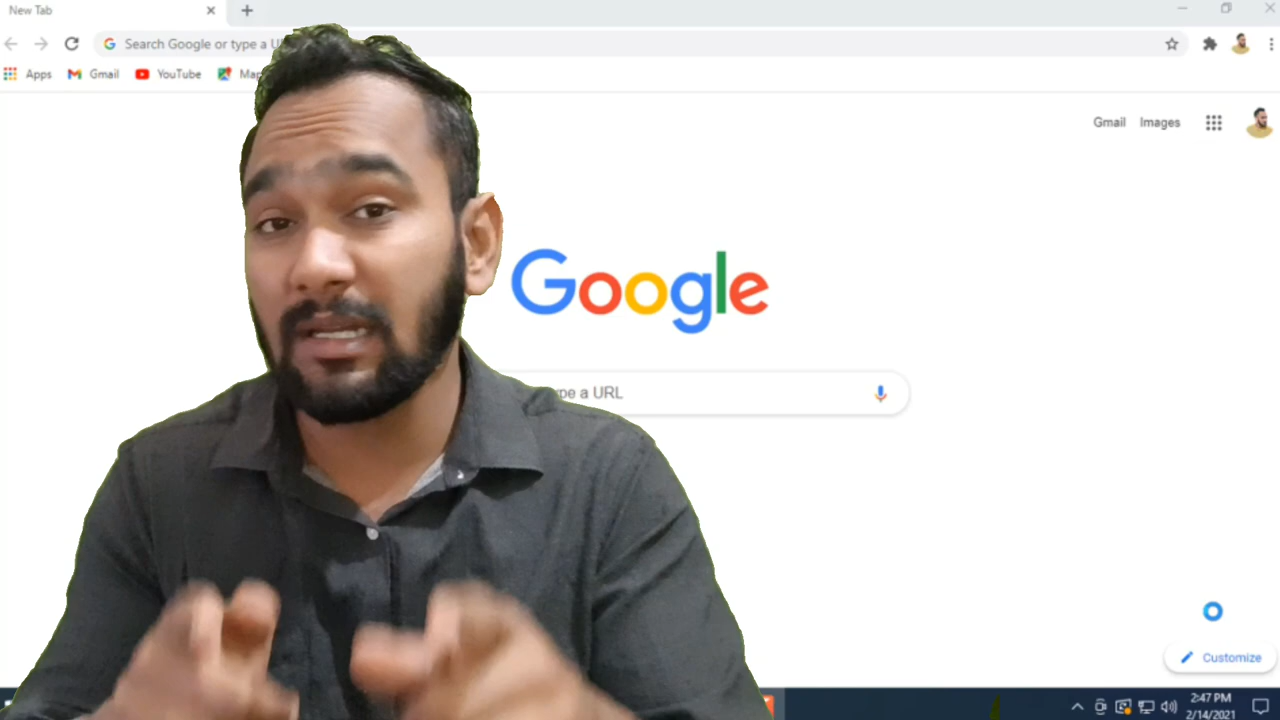 New Tab
Search Google or type a U
Apps Gmail YouTube Map
Gmail Images
Google
type a URL
Customize
2:47 PM
2/14/2021